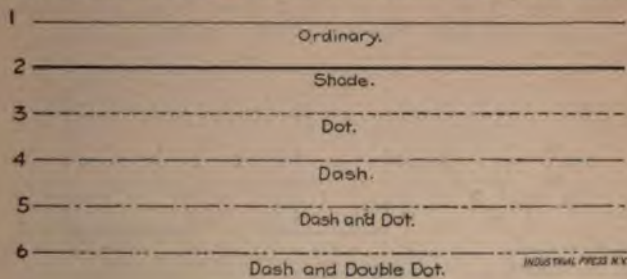 1
Ordinary.
2
Shade.
3
Dot.
4
Dash.
5
Dash and Dot.
6
Dash and Double Dot.
INDUSTRIAL PRESS N.Y.